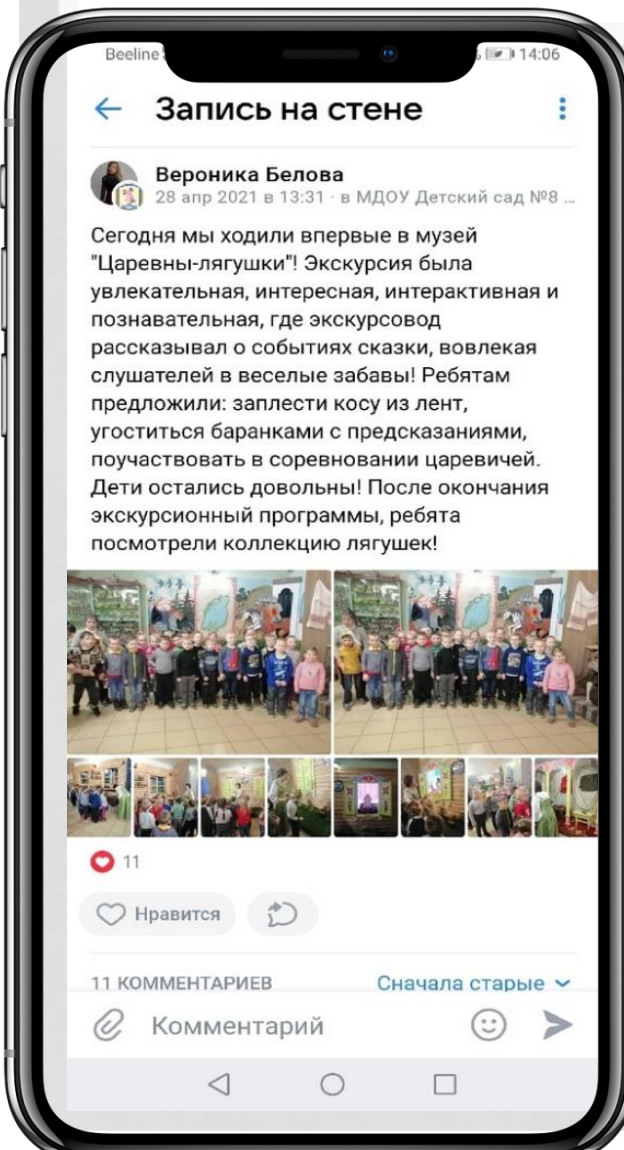 Beeline
14:06
Запись на стене
Вероника Белова
28 апр 2021 в 13:31 · в МДОУ Детский сад №8 ...
Сегодня мы ходили впервые в музей
"Царевны-лягушки"! Экскурсия была
увлекательная, интересная, интерактивная и
познавательная, где экскурсовод
рассказывал о событиях сказки, вовлекая
слушателей в веселые забавы! Ребятам
предложили: заплести косу из лент,
угоститься баранками с предсказаниями,
поучаствовать в соревновании царевичей.
Дети остались довольны! После окончания
экскурсионный программы, ребята
посмотрели коллекцию лягушек!
11
Нравится
11 КОММЕНТАРИЕВ
Сначала старые
Комментарий